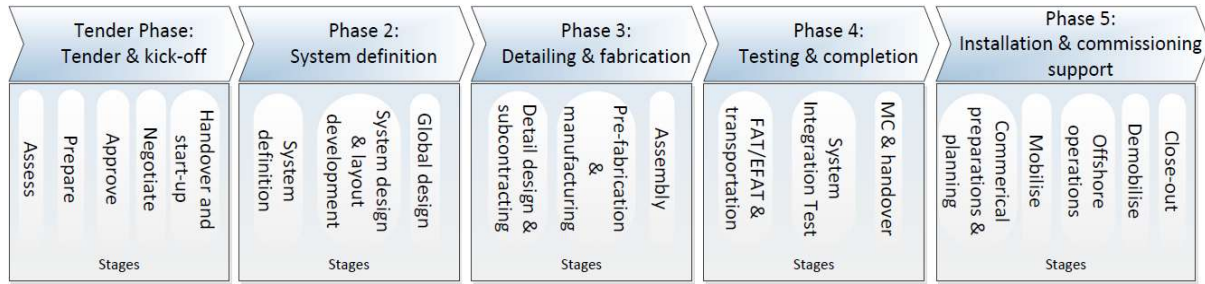 Tender Phase:
Tender & kick-off
Assess
Prepare
Approve
Negotiate
Handover and
start-up
Stages
Phase 2:
System definition
System
definition
System design
& layout
development
Global design
Stages
Phase 3:
Detailing & fabrication
Detail design &
subcontracting
Pre-fabrication
&
manufacturing
Assembly
Stages
Phase 4:
Testing & completion
FAT/EFAT &
transportation
System
Integration Test
MC & handover
Stages
Phase 5:
Installation & commissioning
support
Commerical
preparations &
planning
Mobilise
Offshore
operations
Demobilise
Close-out
Stages